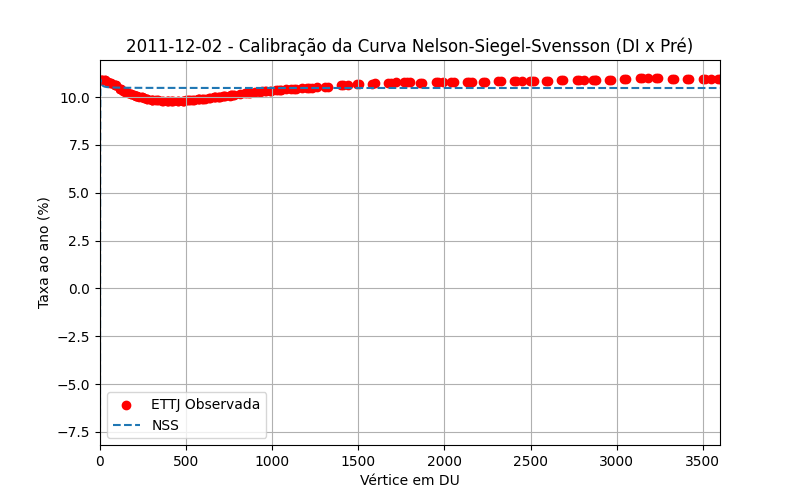 2011-12-02 - Calibração da Curva Nelson-Siegel-Svensson (DI x Pré)
Taxa ao ano (%)
10.0
7.5
5.0
2.5
0.0
−2.5
−5.0
−7.5
ETTJ Observada
NSS
0 500 1000 1500 2000 2500 3000 3500
Vértice em DU